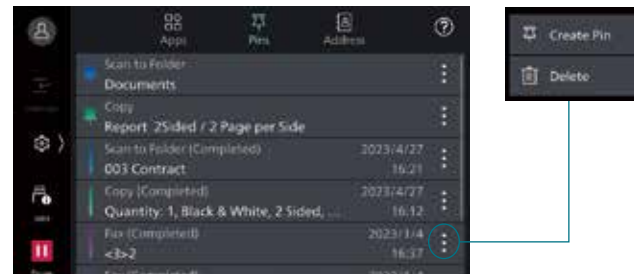 Apps
Pins
Address
Scan to Folder
Documents
Copy
Report 2Sided / 2 Page per Side
Scan to Folder (Completed) 2023/4/27
003 Contract 16:21
Copy (Completed) 2023/4/27
Quantity: 1, Black & White, 2 Sided, ... 16:12
Fax (Completed) 2023/1/4
<3>2 16:37
Create Pin
Delete